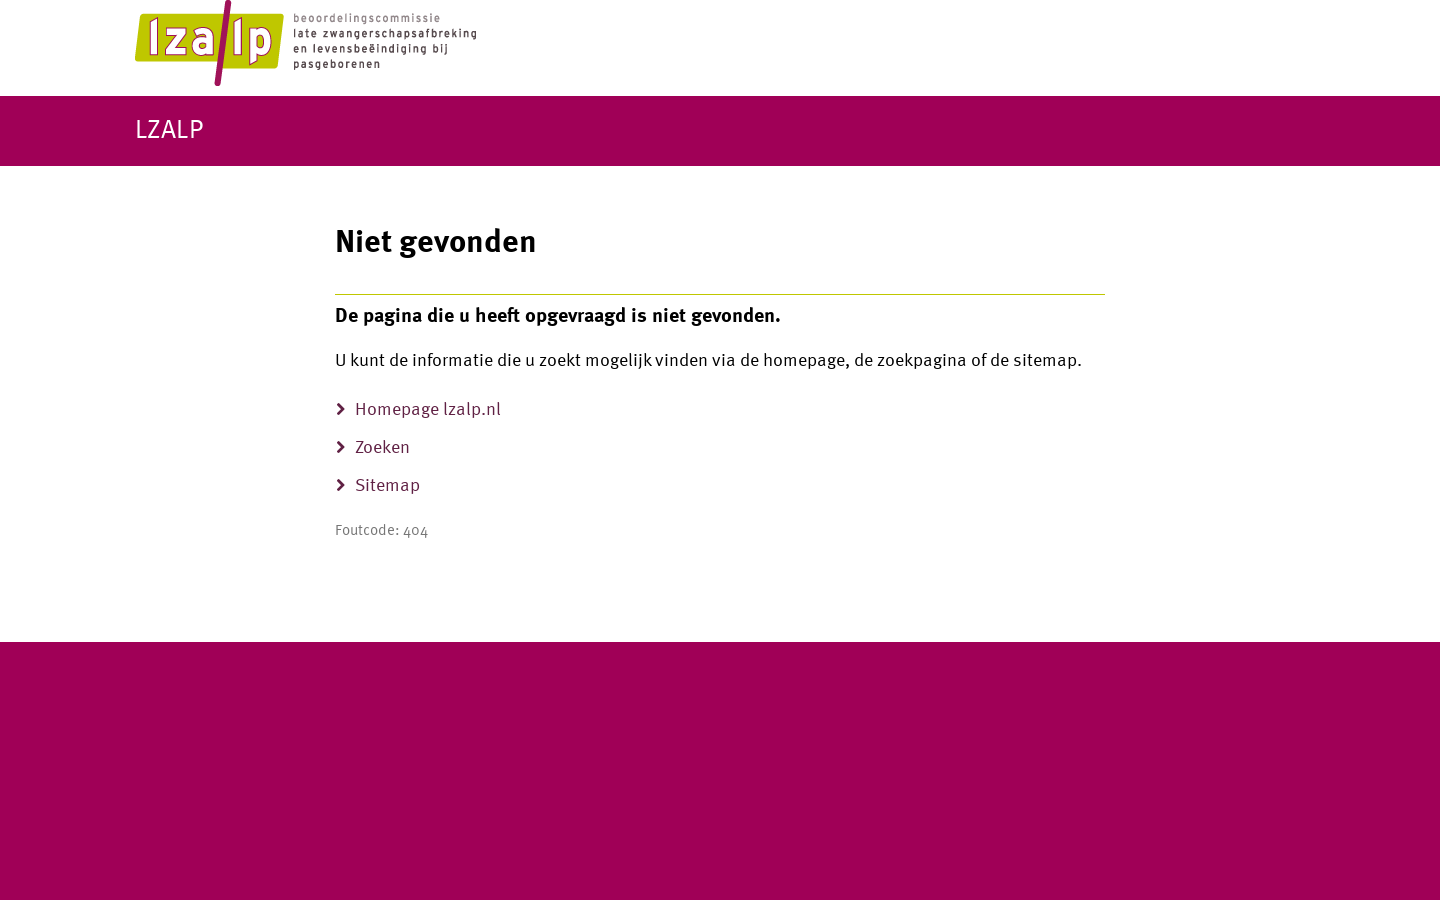 lzalp
beoordelingscommissie
late zwangerschapsafbreking
en levensbeëindiging bij
pasgeborenen
LZALP
Niet gevonden
De pagina die u heeft opgevraagd is niet gevonden.
U kunt de informatie die u zoekt mogelijk vinden via de homepage, de zoekpagina of de sitemap.
Homepage lzalp.nl
Zoeken
Sitemap
Foutcode: 404